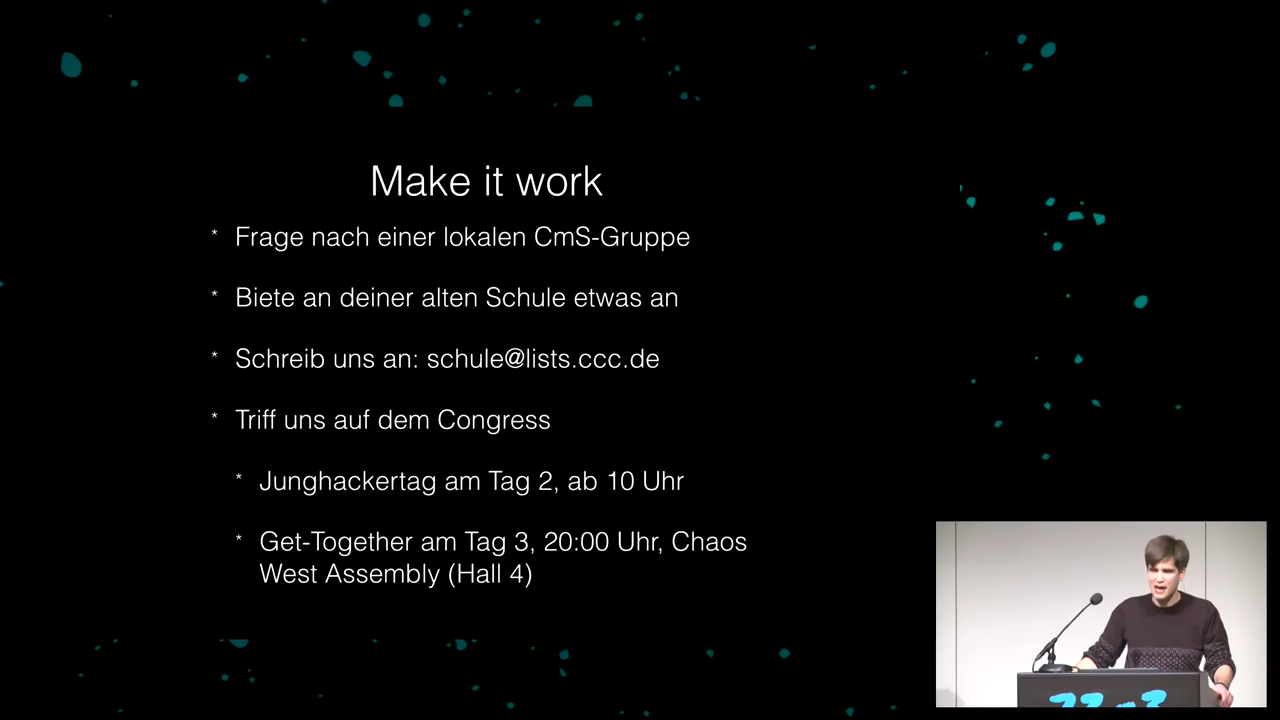 Make it work
* Frage nach einer lokalen CmS-Gruppe
* Biete an deiner alten Schule etwas an
* Schreib uns an: schule@lists.ccc.de
* Triff uns auf dem Congress
* Junghackertag am Tag 2, ab 10 Uhr
* Get-Together am Tag 3, 20:00 Uhr, Chaos
West Assembly (Hall 4)